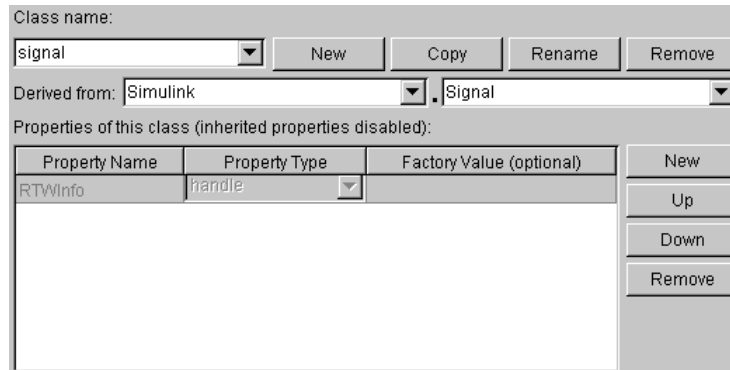 Class name:
signal New Copy Rename Remove
Derived from: Simulink . Signal
Properties of this class (inherited properties disabled):
Property Name Property Type Factory Value (optional) New
RTWInfo handle
Up
Down
Remove